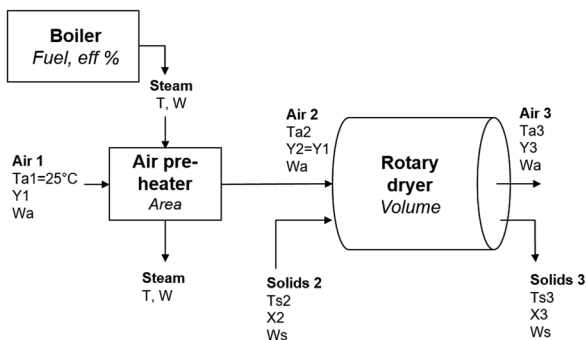 Boiler
Fuel, eff %
Steam
T, W
Air 1
Ta1=25°C
Y1
Wa
Air pre-
heater
Area
Steam
T, W
Air 2
Ta2
Y2=Y1
Wa
Solids 2
Ts2
X2
Ws
Rotary
dryer
Volume
Air 3
Ta3
Y3
Wa
Solids 3
Ts3
X3
Ws